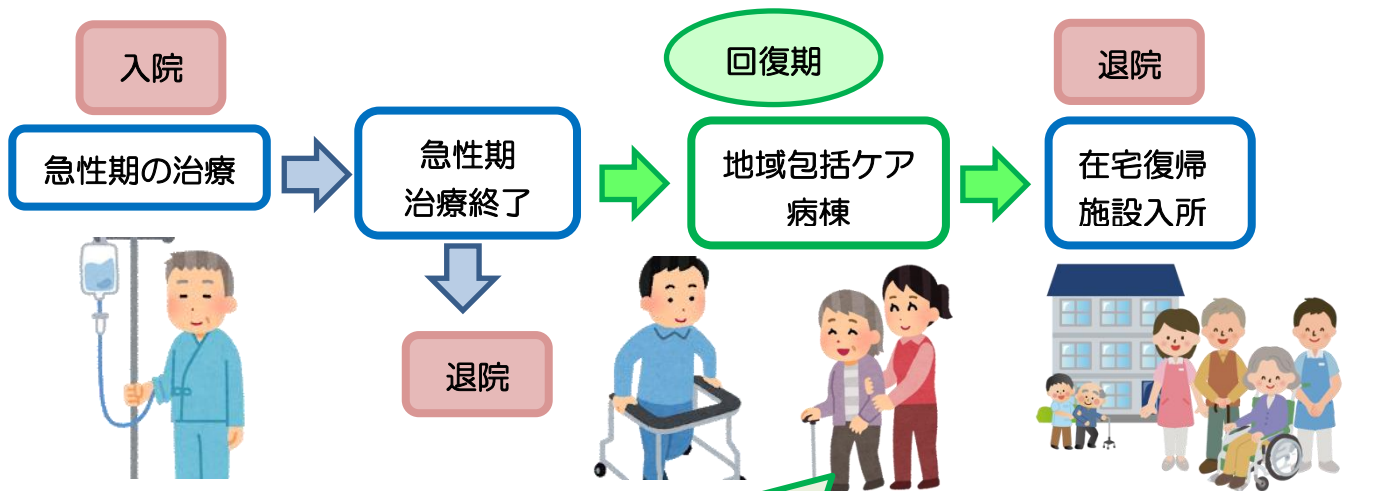 入院
急性期の治療
急性期
治療終了
退院
回復期
地域包括ケア
病棟
退院
在宅復帰
施設入所